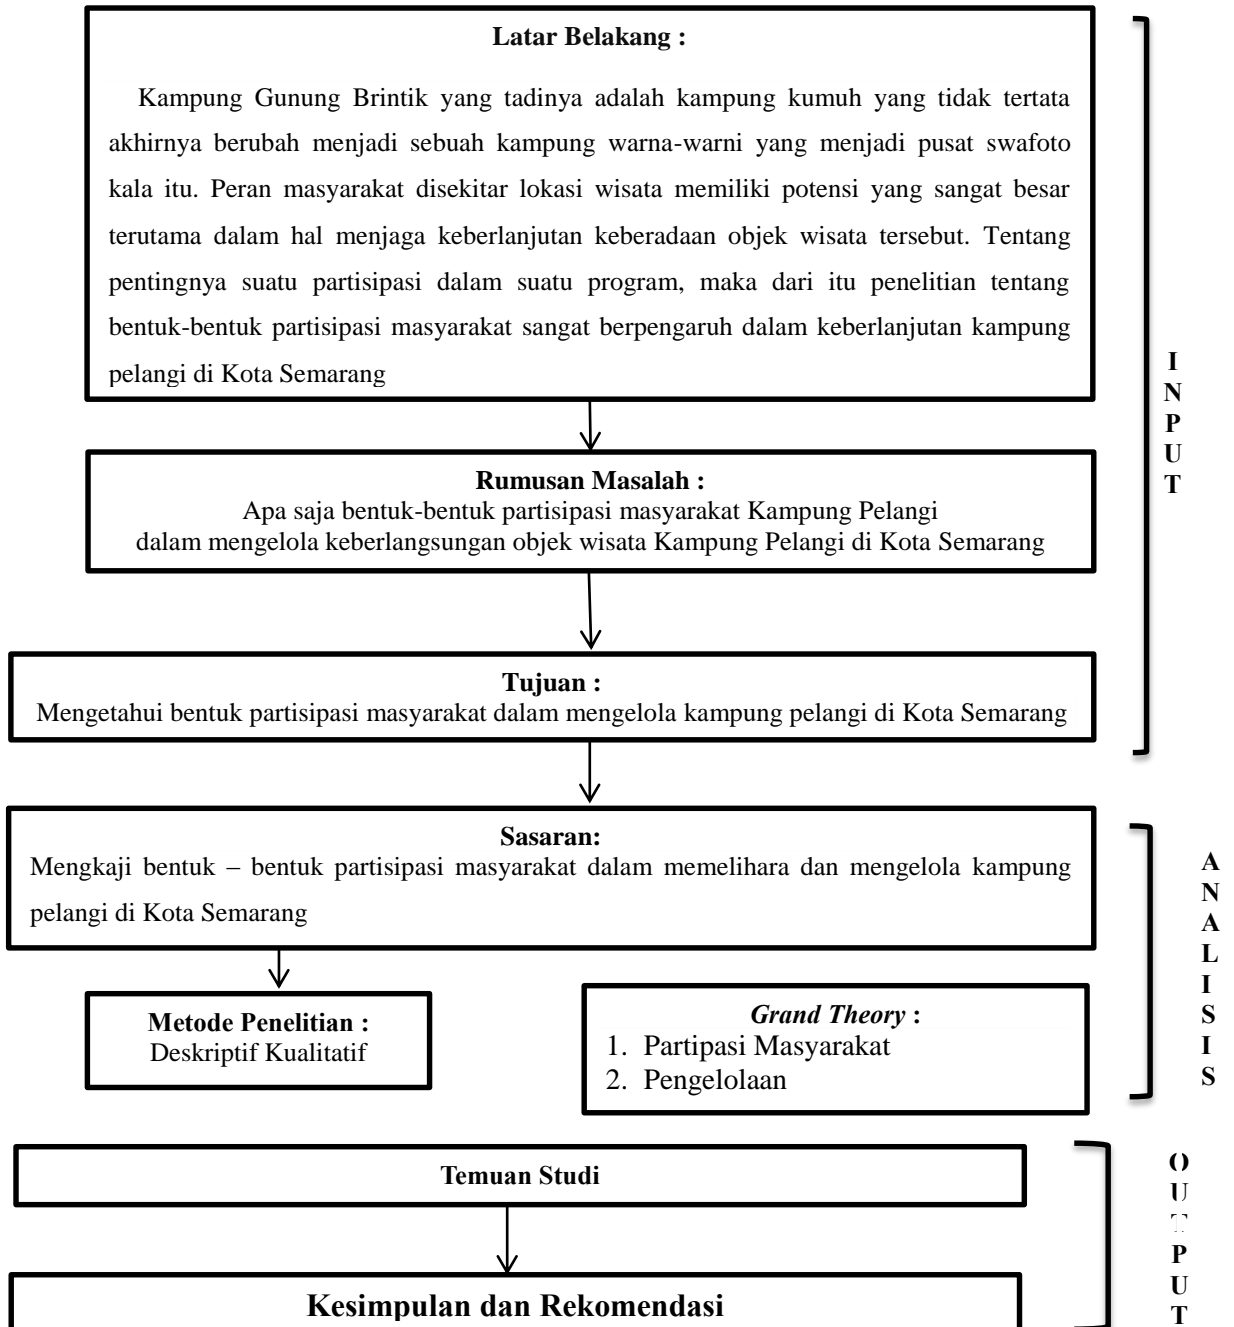 Latar Belakang :
Kampung Gunung Brintik yang tadinya adalah kampung kumuh yang tidak tertata
akhirnya berubah menjadi sebuah kampung warna-warni yang menjadi pusat swafoto
kala itu. Peran masyarakat disekitar lokasi wisata memiliki potensi yang sangat besar
terutama dalam hal menjaga keberlanjutan keberadaan objek wisata tersebut. Tentang
pentingnya suatu partisipasi dalam suatu program, maka dari itu penelitian tentang
bentuk-bentuk partisipasi masyarakat sangat berpengaruh dalam keberlanjutan kampung
pelangi di Kota Semarang
Rumusan Masalah :
Apa saja bentuk-bentuk partisipasi masyarakat Kampung Pelangi
dalam mengelola keberlangsungan objek wisata Kampung Pelangi di Kota Semarang
Tujuan :
Mengetahui bentuk partisipasi masyarakat dalam mengelola kampung pelangi di Kota Semarang
INPUT
Sasaran:
Mengkaji bentuk – bentuk partisipasi masyarakat dalam memelihara dan mengelola kampung
pelangi di Kota Semarang
Metode Penelitian :
Deskriptif Kualitatif
Grand Theory :
1. Partipasi Masyarakat
2. Pengelolaan
ANALISIS
Temuan Studi
Kesimpulan dan Rekomendasi
OUTPUT